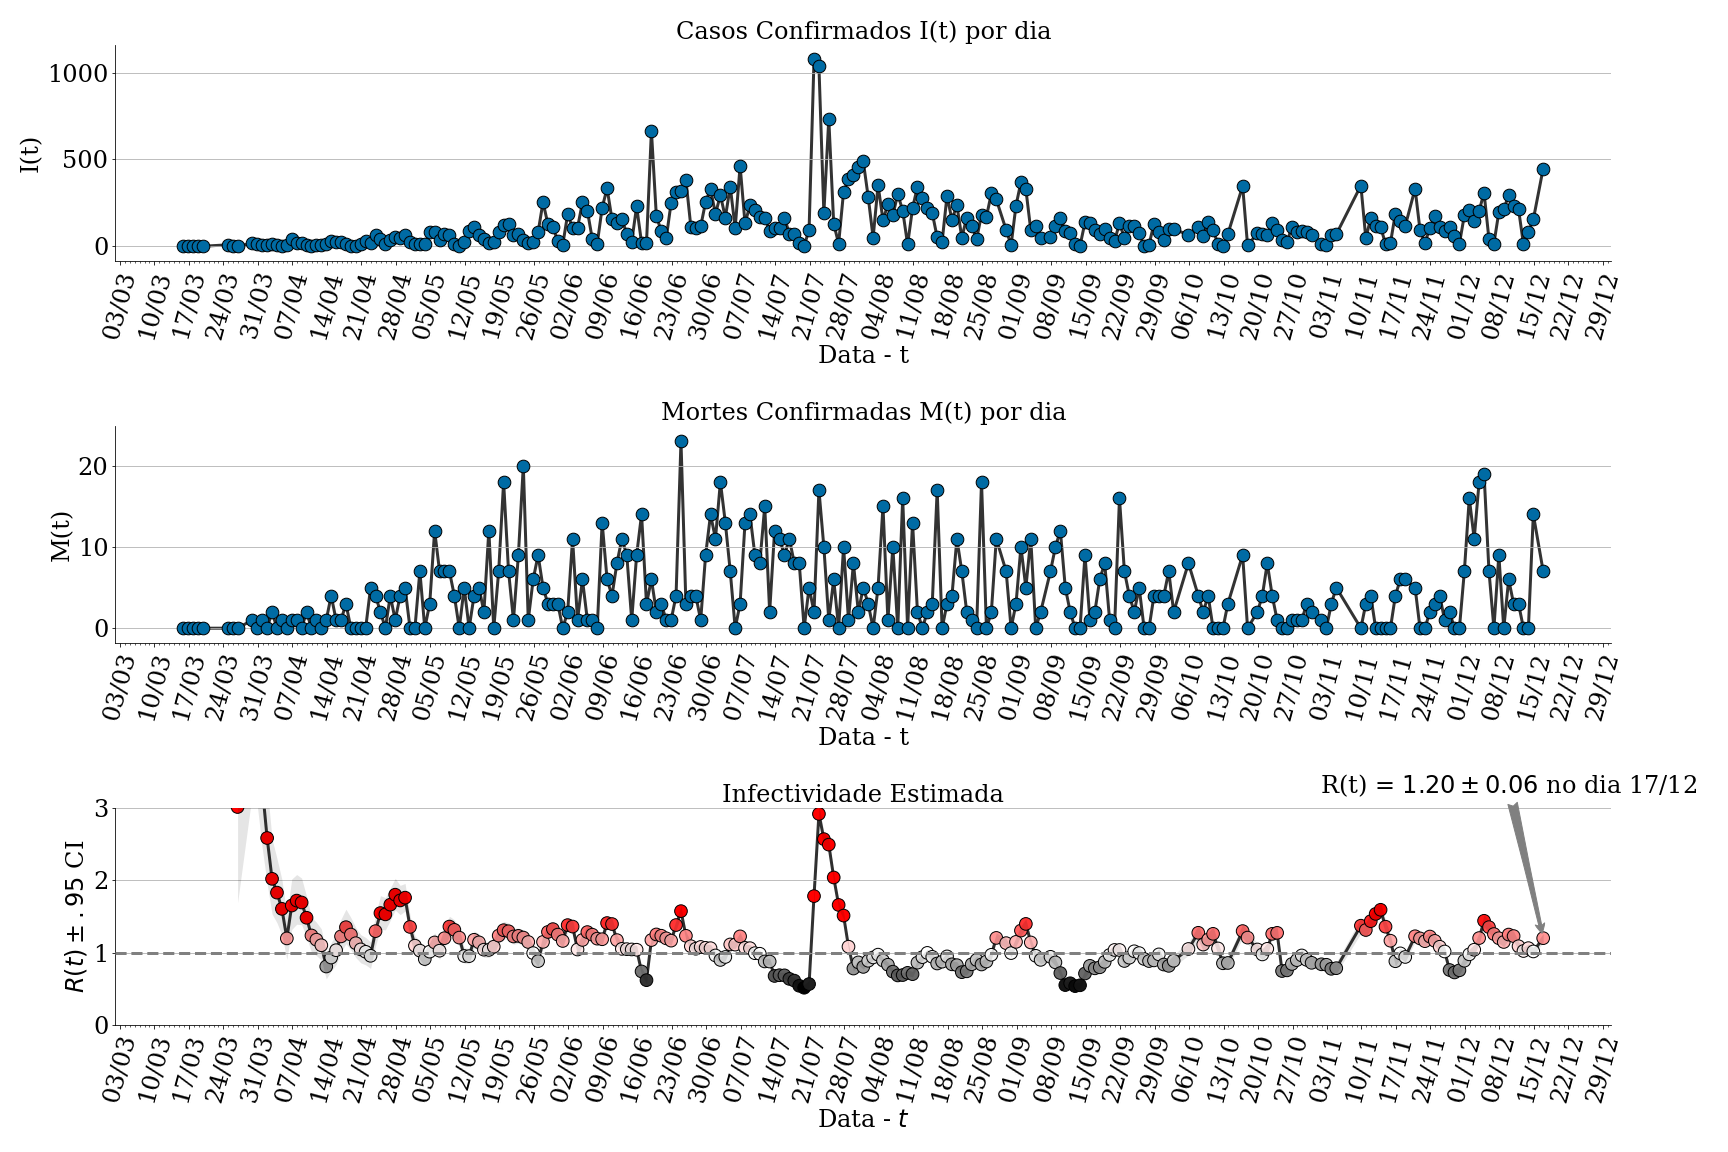 Casos Confirmados I(t) por dia
I(t)
1000
500
0
03/03 10/03 17/03 24/03 31/03 07/04 14/04 21/04 28/04 05/05 12/05 19/05 26/05 02/06 09/06 16/06 23/06 30/06 07/07 14/07 21/07 28/07 04/08 11/08 18/08 25/08 01/09 08/09 15/09 22/09 29/09 06/10 13/10 20/10 27/10 03/11 10/11 17/11 24/11 01/12 08/12 15/12 22/12 29/12
Data - t
Mortes Confirmadas M(t) por dia
M(t)
20
10
0
03/03 10/03 17/03 24/03 31/03 07/04 14/04 21/04 28/04 05/05 12/05 19/05 26/05 02/06 09/06 16/06 23/06 30/06 07/07 14/07 21/07 28/07 04/08 11/08 18/08 25/08 01/09 08/09 15/09 22/09 29/09 06/10 13/10 20/10 27/10 03/11 10/11 17/11 24/11 01/12 08/12 15/12 22/12 29/12
Data - t
R(t) = 1.20 ± 0.06 no dia 17/12
Infectividade Estimada
R(t) ± .95 CI
3
2
1
0
03/03 10/03 17/03 24/03 31/03 07/04 14/04 21/04 28/04 05/05 12/05 19/05 26/05 02/06 09/06 16/06 23/06 30/06 07/07 14/07 21/07 28/07 04/08 11/08 18/08 25/08 01/09 08/09 15/09 22/09 29/09 06/10 13/10 20/10 27/10 03/11 10/11 17/11 24/11 01/12 08/12 15/12 22/12 29/12
Data - t